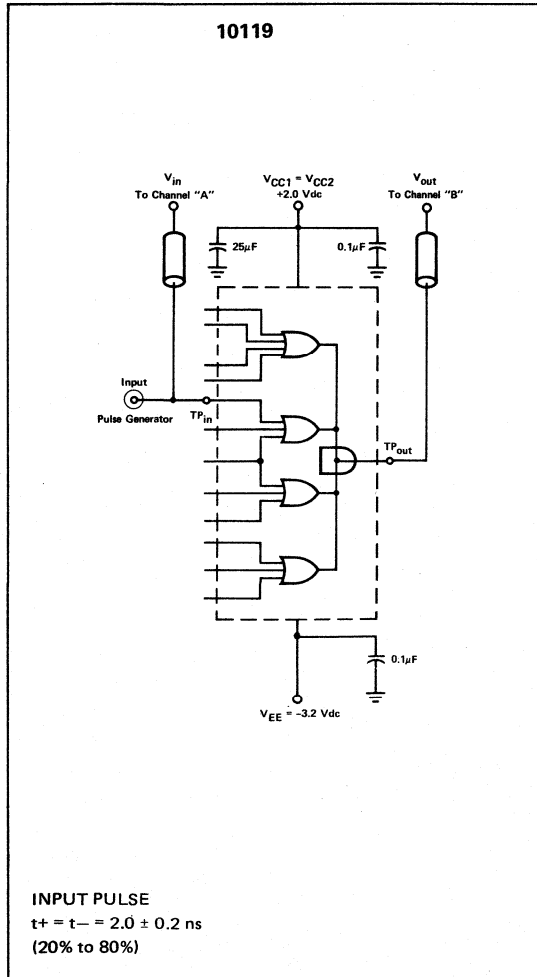 10119
V_in
To Channel "A"
V_CC1 = V_CC2
+2.0 Vdc
V_out
To Channel "B"
25μF
0.1μF
Input
Pulse Generator
TP_in
TP_out
0.1μF
V_EE = –3.2 Vdc
INPUT PULSE
t+ = t– = 2.0 ± 0.2 ns
(20% to 80%)